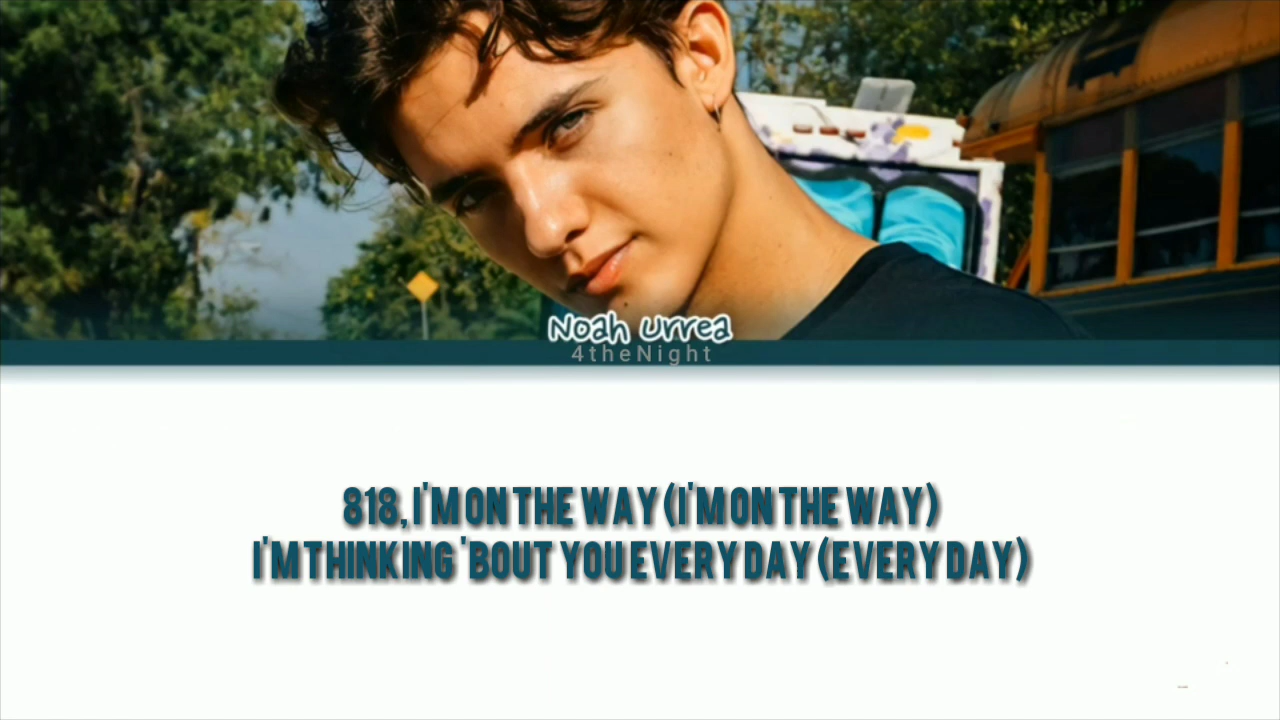 Noah Urrea
4theNight
818, I'M ON THE WAY (I'M ON THE WAY)
I'M THINKING 'BOUT YOU EVERY DAY (EVERY DAY)